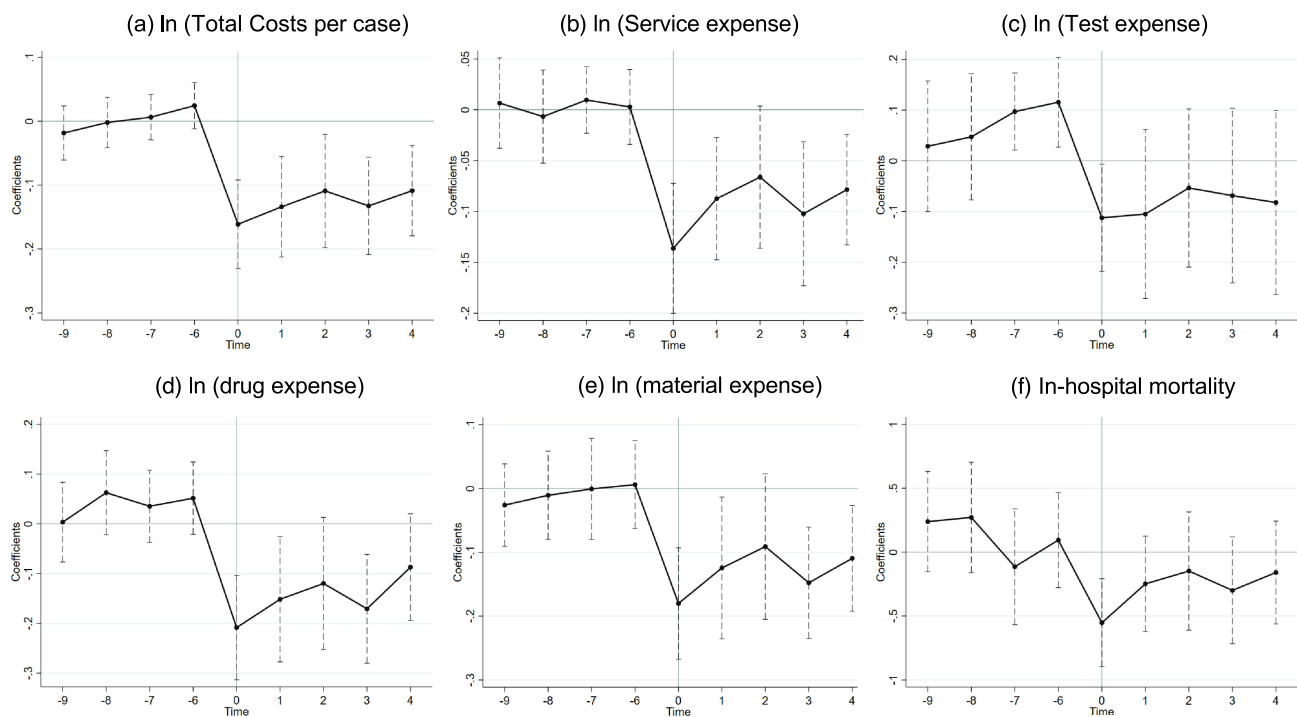 (a) ln (Total Costs per case)
(b) ln (Service expense)
(c) ln (Test expense)
Coefficients
.1
0
-.1
-.2
-.3
-9 -8 -7 -6 0 1 2 3 4
Time
Coefficients
.05
0
-.05
-.1
-.15
-.2
-9 -8 -7 -6 0 1 2 3 4
Time
Coefficients
.2
.1
0
-.1
-.2
-.3
-9 -8 -7 -6 0 1 2 3 4
Time
(d) ln (drug expense)
(e) ln (material expense)
(f) In-hospital mortality
Coefficients
.2
.1
0
-.1
-.2
-.3
-9 -8 -7 -6 0 1 2 3 4
Time
Coefficients
.1
0
-.1
-.2
-.3
-9 -8 -7 -6 0 1 2 3 4
Time
Coefficients
1
.5
0
-.5
-1
-9 -8 -7 -6 0 1 2 3 4
Time